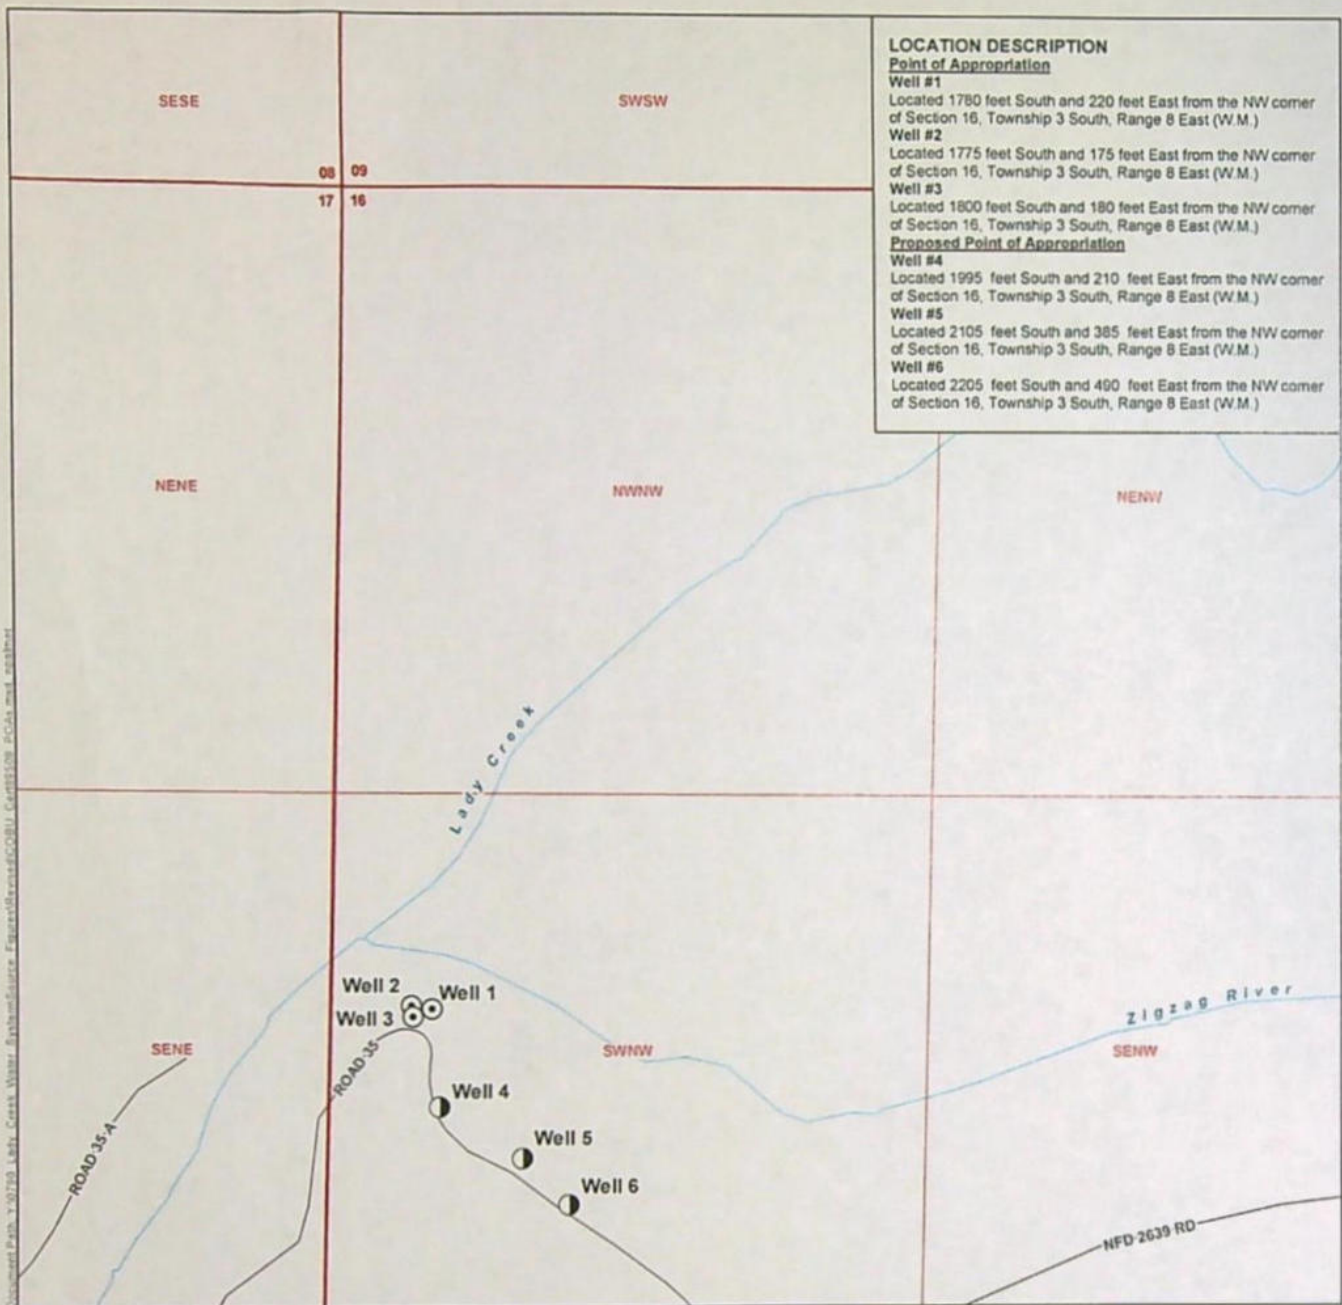 LOCATION DESCRIPTION
Point of Appropriation
Well #1
Located 1780 feet South and 220 feet East from the NW corner
of Section 16, Township 3 South, Range 8 East (W.M.)
Well #2
Located 1775 feet South and 175 feet East from the NW corner
of Section 16, Township 3 South, Range 8 East (W.M.)
Well #3
Located 1800 feet South and 180 feet East from the NW corner
of Section 16, Township 3 South, Range 8 East (W.M.)
Proposed Point of Appropriation
Well #4
Located 1995 feet South and 210 feet East from the NW corner
of Section 16, Township 3 South, Range 8 East (W.M.)
Well #5
Located 2105 feet South and 385 feet East from the NW corner
of Section 16, Township 3 South, Range 8 East (W.M.)
Well #6
Located 2205 feet South and 490 feet East from the NW corner
of Section 16, Township 3 South, Range 8 East (W.M.)
SESE
SWSW
08 09
17 16
NENE
NWNW
NENW
Lady Creek
Well 2
Well 1
Well 3
Zigzag River
SENE
SWNW
SENW
ROAD 35
Well 4
ROAD 35-A
Well 5
Well 6
NFD 2639 RD
Lady Creek Water System